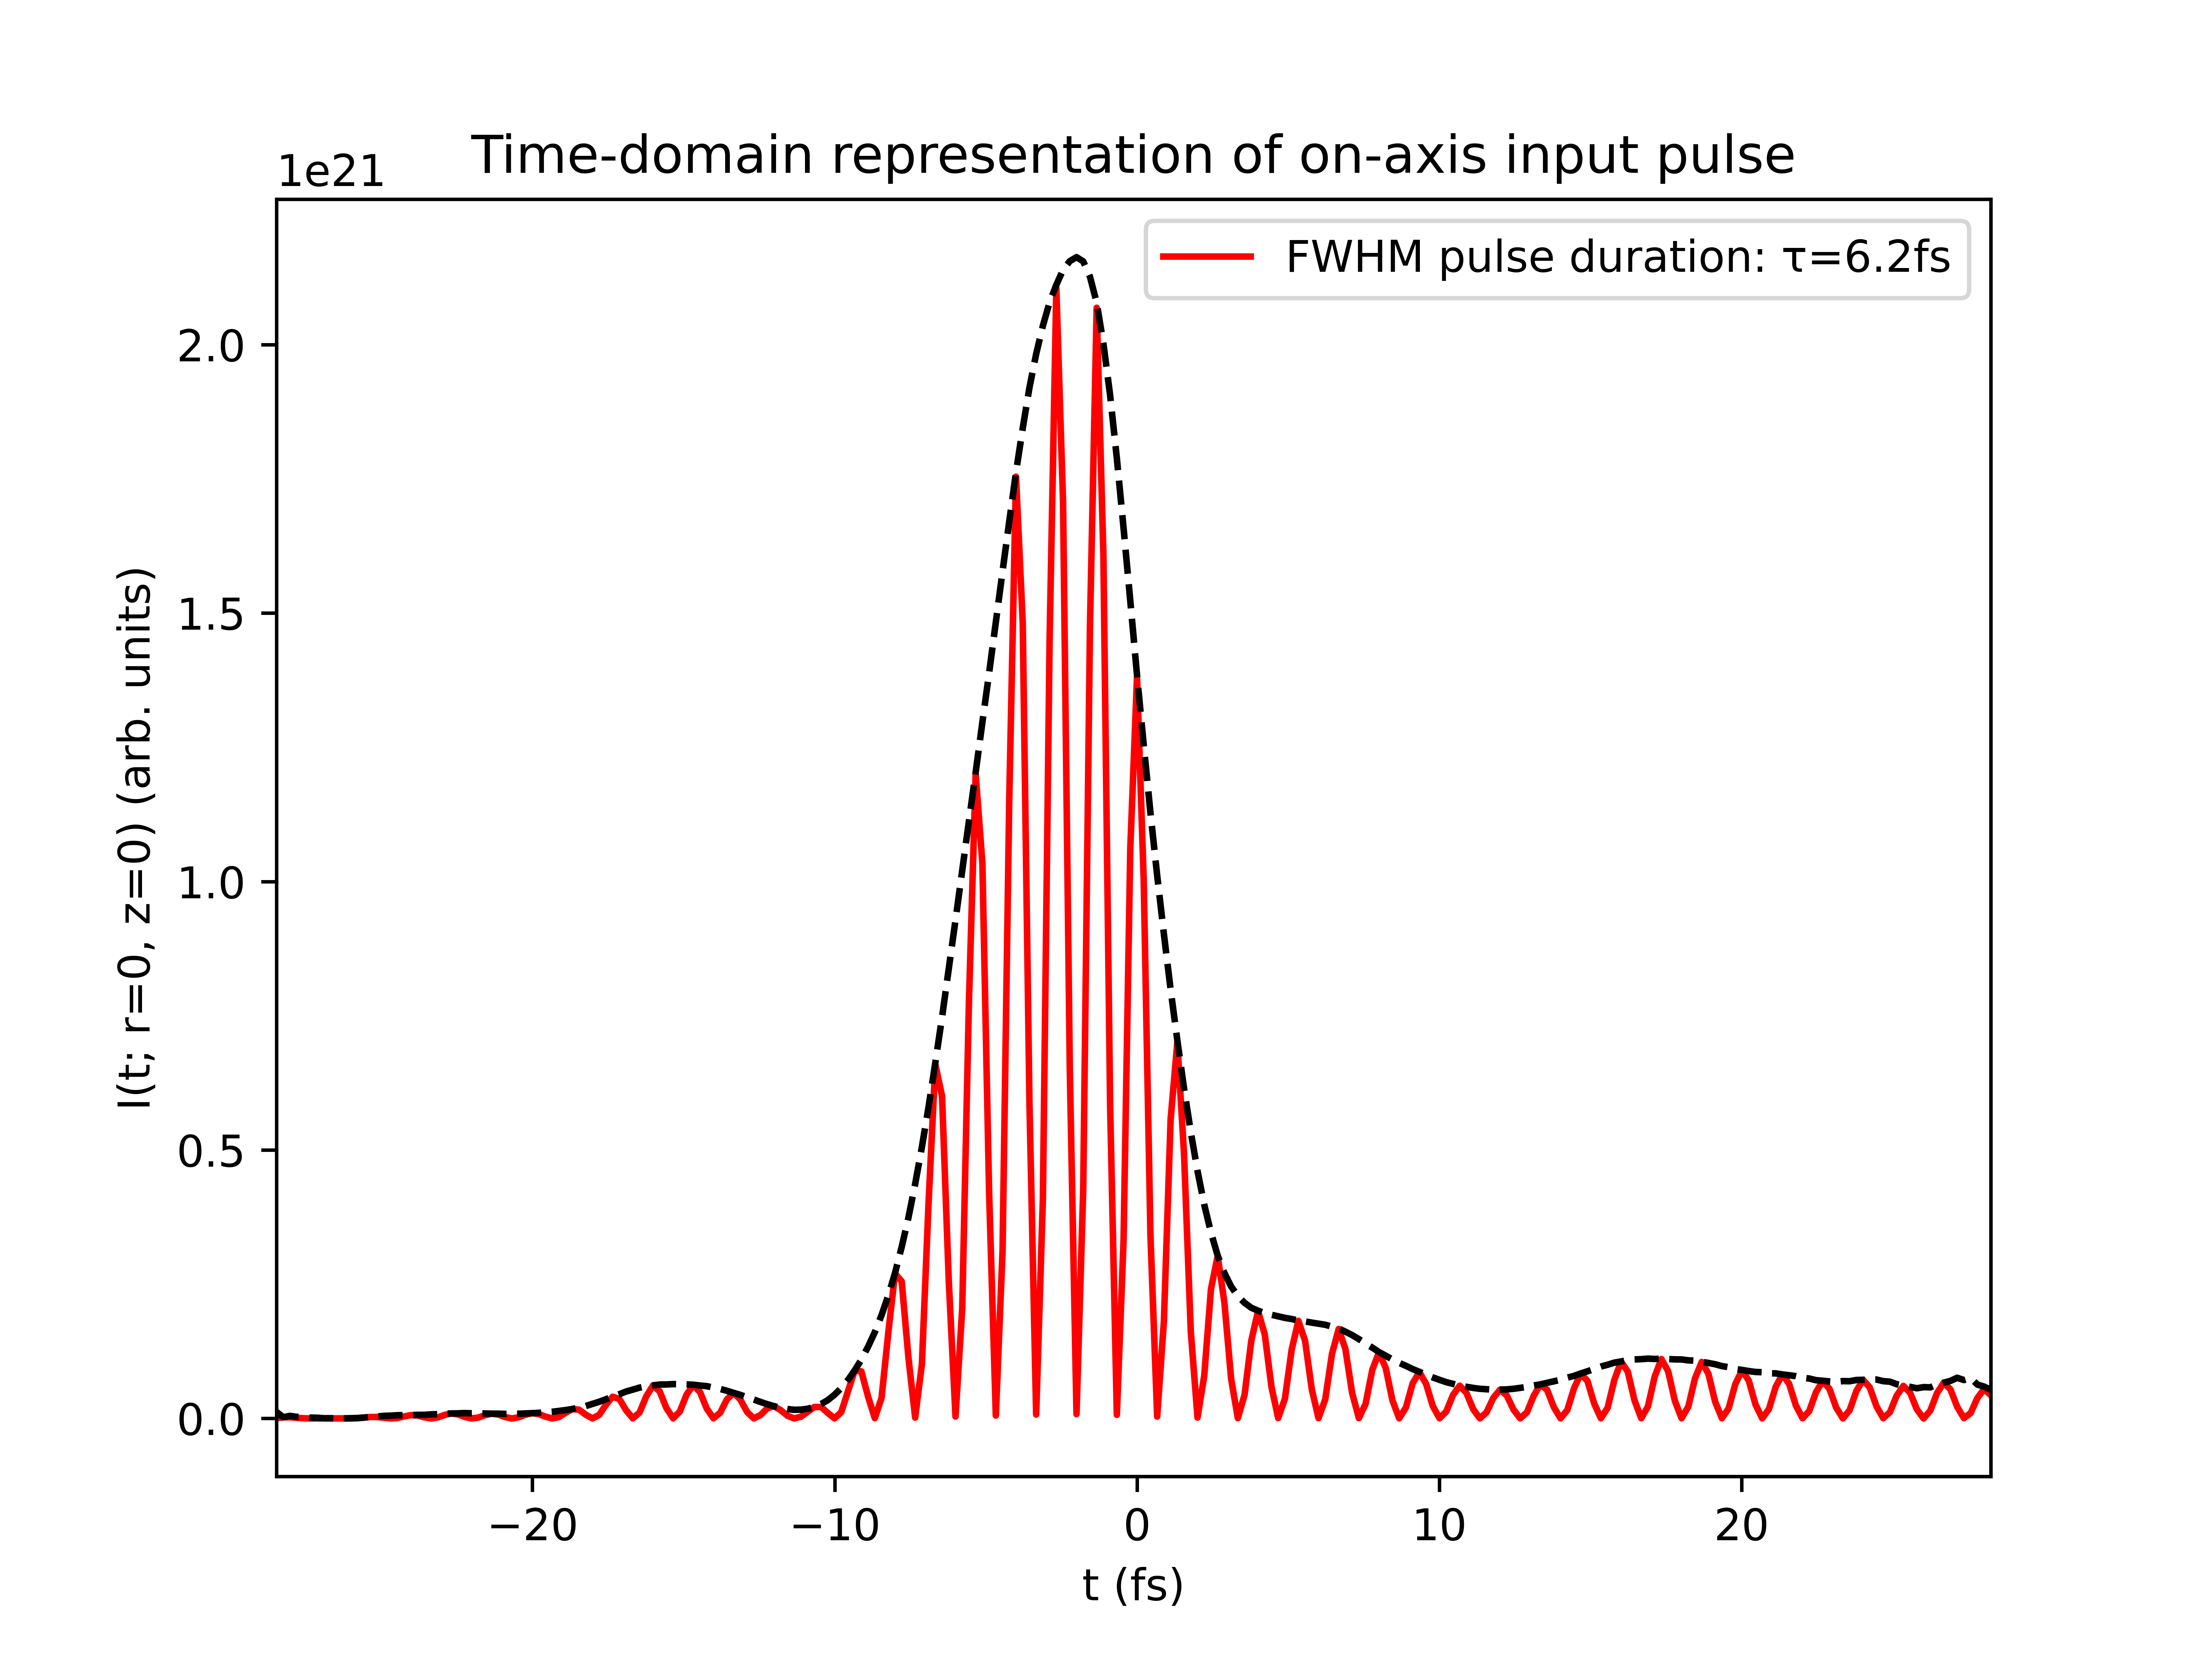 Time-domain representation of on-axis input pulse
1e21
FWHM pulse duration: τ=6.2fs
I(t; r=0, z=0) (arb. units)
2.0
1.5
1.0
0.5
0.0
−20
−10
0
10
20
t (fs)